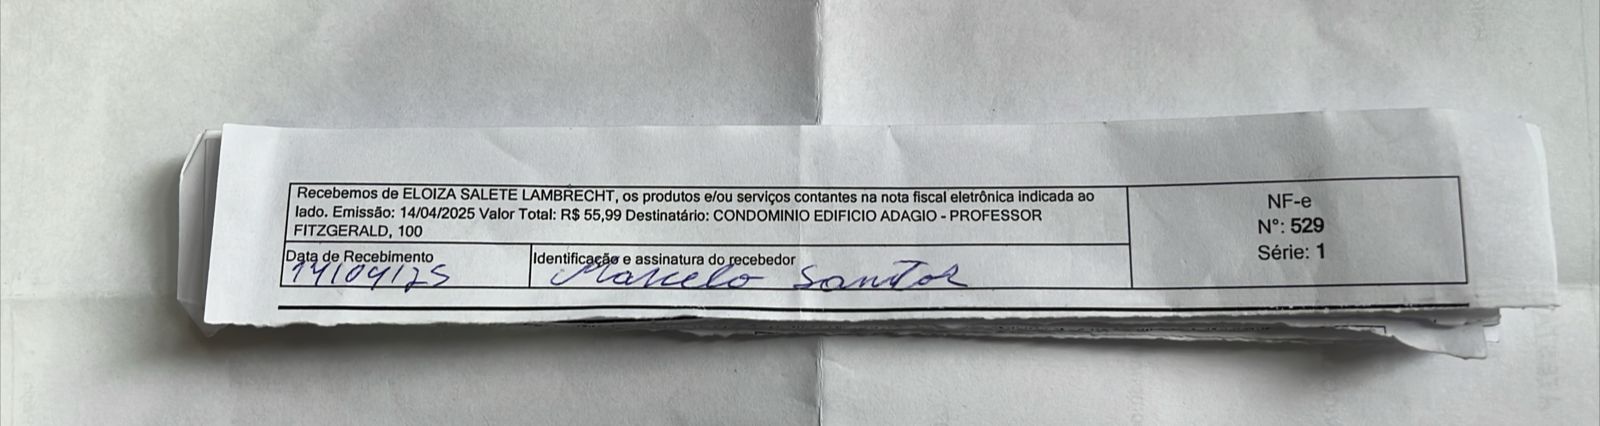 Recebemos de ELOIZA SALETE LAMBRECHT, os produtos e/ou serviços contantes na nota fiscal eletrônica indicada ao
lado. Emissão: 14/04/2025 Valor Total: R$ 55,99 Destinatário: CONDOMINIO EDIFICIO ADAGIO - PROFESSOR
FITZGERALD, 100
Data de Recebimento
14/04/25
Identificação e assinatura do recebedor
Marcelo Santos
NF-e
Nº: 529
Série: 1